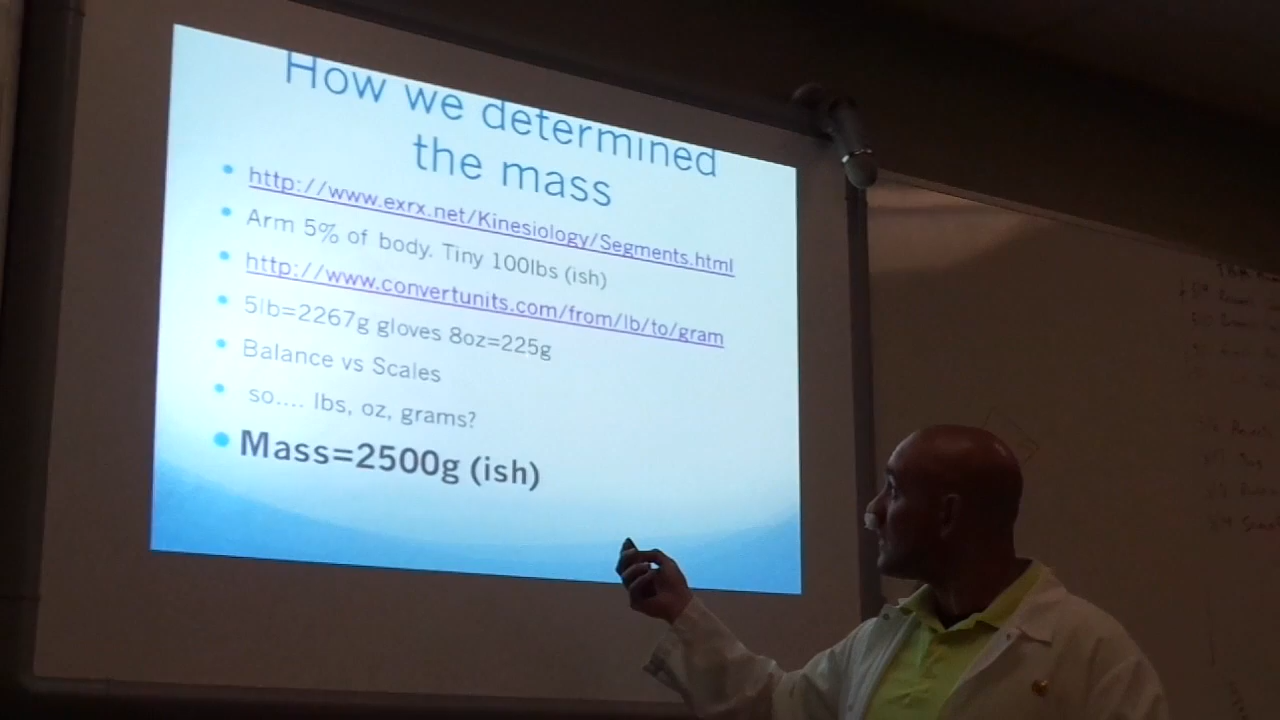 How we determined
the mass
http://www.exrx.net/Kinesiology/Segments.html
Arm 5% of body. Tiny 100lbs (ish)
http://www.convertunits.com/from/lb/to/gram
5lb=2267g gloves 8oz=225g
Balance vs Scales
so.... lbs, oz, grams?
Mass=2500g (ish)